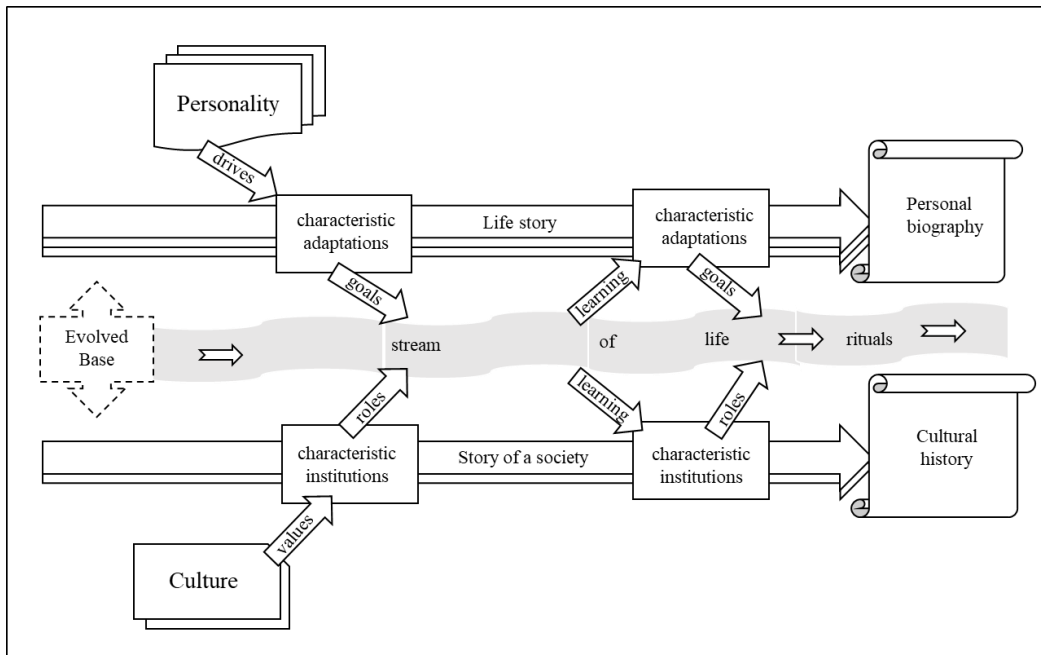 Personality
drives
characteristic
adaptations
Life story
characteristic
adaptations
Personal
biography
goals
learning
goals
Evolved
Base
stream
of
life
rituals
learning
roles
roles
characteristic
institutions
Story of a society
characteristic
institutions
Cultural
history
values
Culture